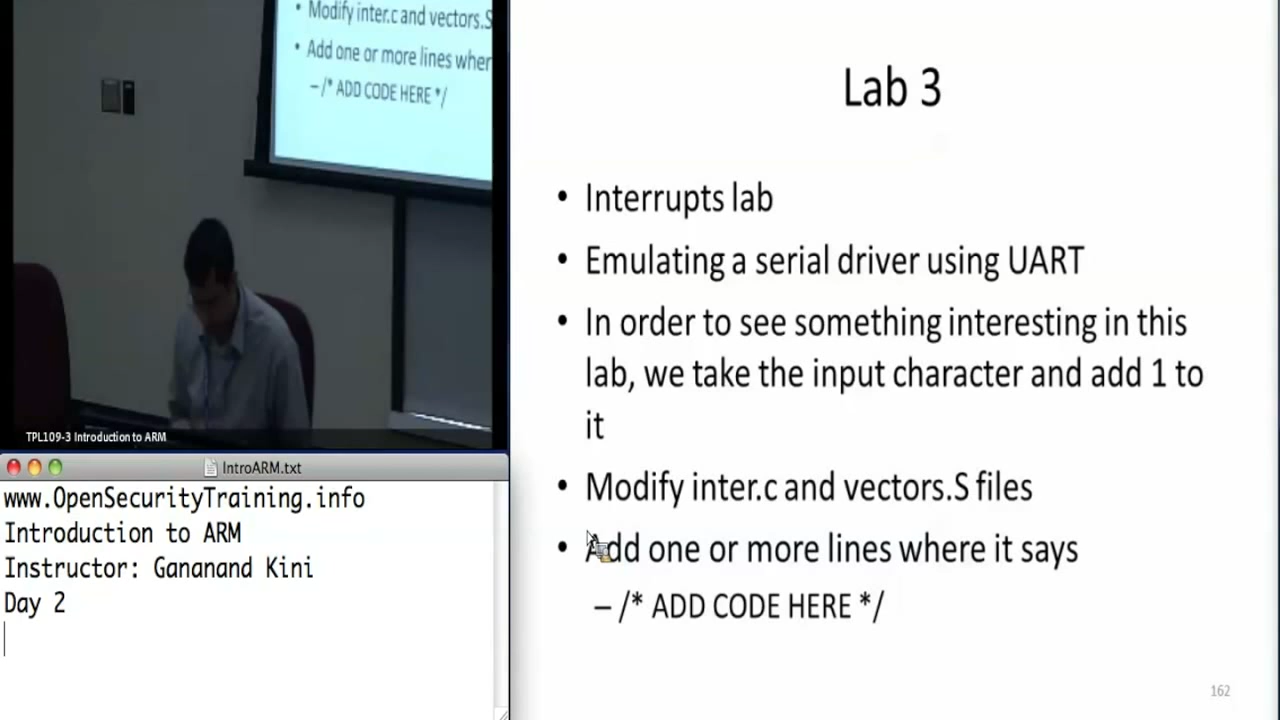 • Modify inter.c and vectors.S
• Add one or more lines wher
– /* ADD CODE HERE */
TPL109-3 Introduction to ARM
IntroARM.txt
www.OpenSecurityTraining.info
Introduction to ARM
Instructor: Gananand Kini
Day 2
Lab 3
• Interrupts lab
• Emulating a serial driver using UART
• In order to see something interesting in this
lab, we take the input character and add 1 to
it
• Modify inter.c and vectors.S files
• Add one or more lines where it says
– /* ADD CODE HERE */
162